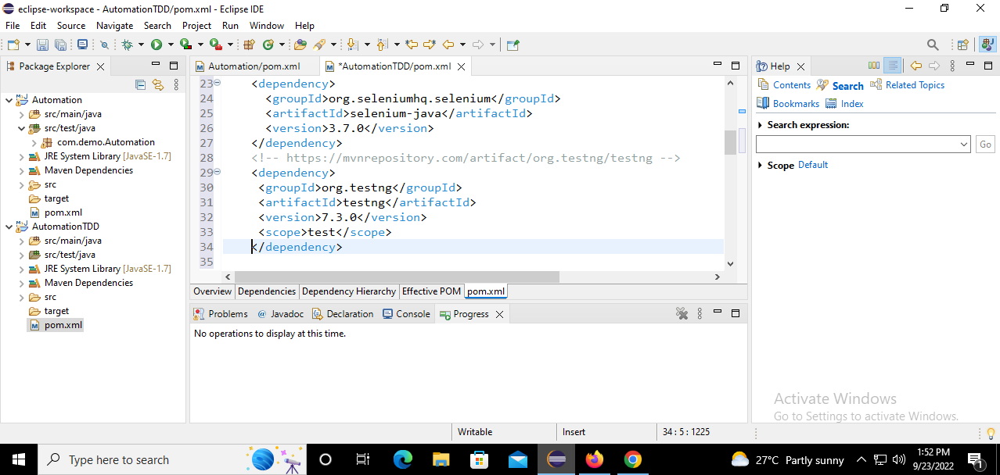 eclipse-workspace - AutomationTDD/pom.xml - Eclipse IDE
File Edit Source Navigate Search Project Run Window Help
Package Explorer
Automation
src/main/java
src/test/java
com.demo.Automation
JRE System Library [JavaSE-1.7]
Maven Dependencies
src
target
pom.xml
AutomationTDD
src/main/java
src/test/java
JRE System Library [JavaSE-1.7]
Maven Dependencies
src
target
pom.xml
Automation/pom.xml *AutomationTDD/pom.xml
23 <dependency>
24 <groupId>org.seleniumhq.selenium</groupId>
25 <artifactId>selenium-java</artifactId>
26 <version>3.7.0</version>
27 </dependency>
28 <!-- https://mvnrepository.com/artifact/org.testng/testng -->
29 <dependency>
30 <groupId>org.testng</groupId>
31 <artifactId>testng</artifactId>
32 <version>7.3.0</version>
33 <scope>test</scope>
34 </dependency>
35
Overview Dependencies Dependency Hierarchy Effective POM pom.xml
Problems @ Javadoc Declaration Console Progress
No operations to display at this time.
Help
Contents Search Related Topics
Bookmarks Index
Search expression:
Go
Scope Default
Activate Windows
Go to Settings to activate Windows.
Writable Insert 34 : 5 : 1225
Type here to search
27°C Partly sunny
1:52 PM
9/23/2022
1